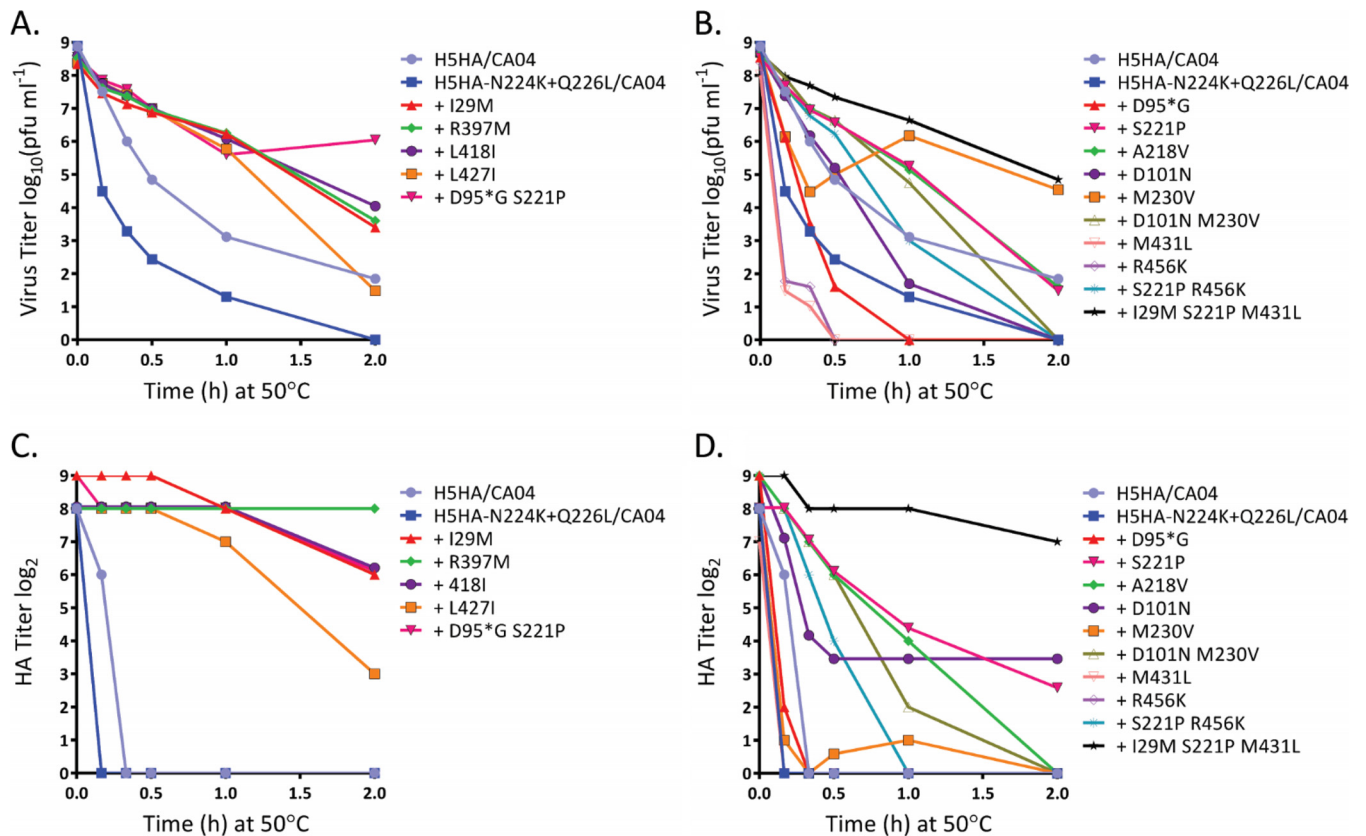 A.
Virus Titer log10(pfu ml-1)
9
8
7
6
5
4
3
2
1
0
0.0 0.5 1.0 1.5 2.0
Time (h) at 50°C
H5HA/CA04
H5HA-N224K+Q226L/CA04
+ I29M
+ R397M
+ L418I
+ L427I
+ D95*G S221P
B.
Virus Titer log10(pfu ml-1)
9
8
7
6
5
4
3
2
1
0
0.0 0.5 1.0 1.5 2.0
Time (h) at 50°C
H5HA/CA04
H5HA-N224K+Q226L/CA04
+ D95*G
+ S221P
+ A218V
+ D101N
+ M230V
+ D101N M230V
+ M431L
+ R456K
+ S221P R456K
+ I29M S221P M431L
C.
HA Titer log2
9
8
7
6
5
4
3
2
1
0
0.0 0.5 1.0 1.5 2.0
Time (h) at 50°C
H5HA/CA04
H5HA-N224K+Q226L/CA04
+ I29M
+ R397M
+ 418I
+ L427I
+ D95*G S221P
D.
HA Titer log2
9
8
7
6
5
4
3
2
1
0
0.0 0.5 1.0 1.5 2.0
Time (h) at 50°C
H5HA/CA04
H5HA-N224K+Q226L/CA04
+ D95*G
+ S221P
+ A218V
+ D101N
+ M230V
+ D101N M230V
+ M431L
+ R456K
+ S221P R456K
+ I29M S221P M431L